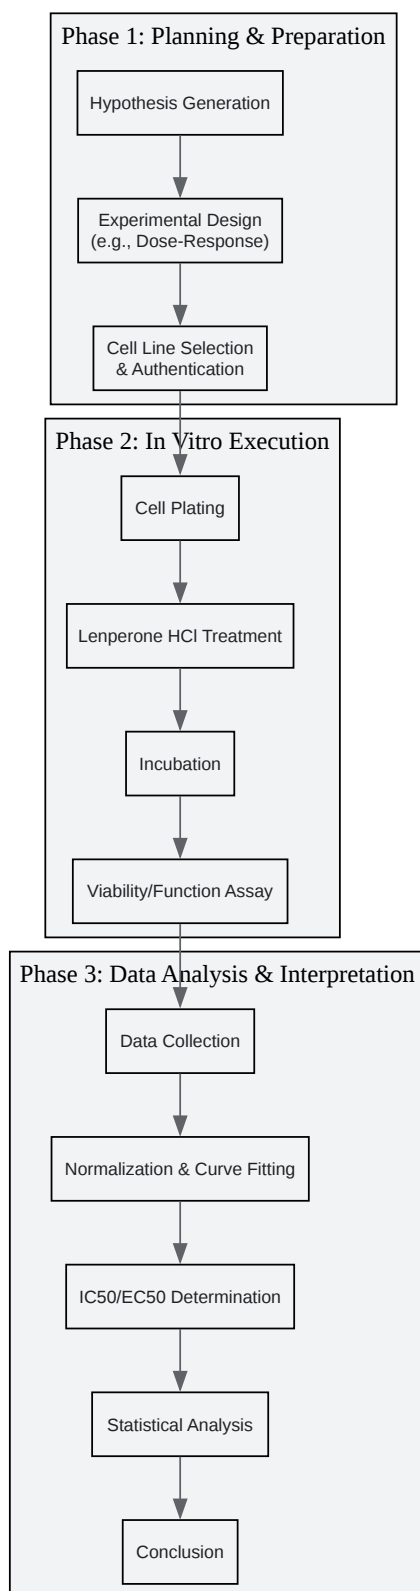 Phase 1: Planning & Preparation
Hypothesis Generation
Experimental Design
(e.g., Dose-Response)
Cell Line Selection
& Authentication
Phase 2: In Vitro Execution
Cell Plating
Lenperone HCl Treatment
Incubation
Viability/Function Assay
Phase 3: Data Analysis & Interpretation
Data Collection
Normalization & Curve Fitting
IC50/EC50 Determination
Statistical Analysis
Conclusion